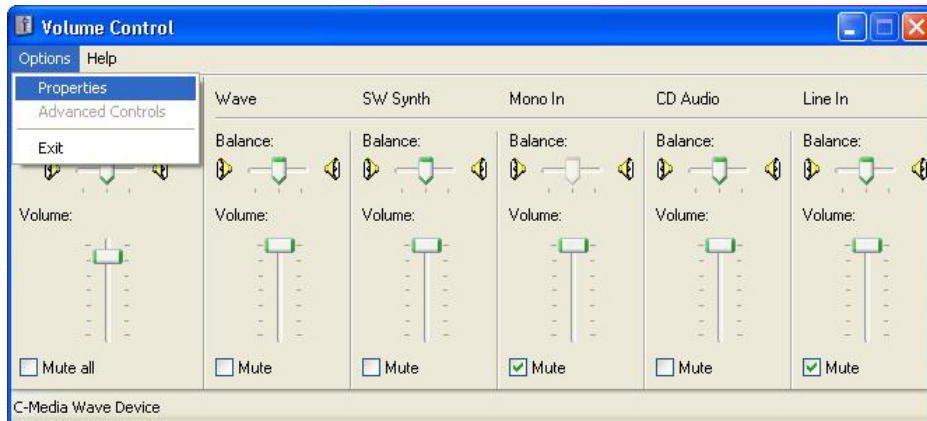 Volume Control
Options Help
Properties
Advanced Controls
Exit
Wave SW Synth Mono In CD Audio Line In
Balance: Balance: Balance: Balance: Balance:
Volume: Volume: Volume: Volume: Volume: Volume:
Mute all Mute Mute Mute Mute Mute
C-Media Wave Device